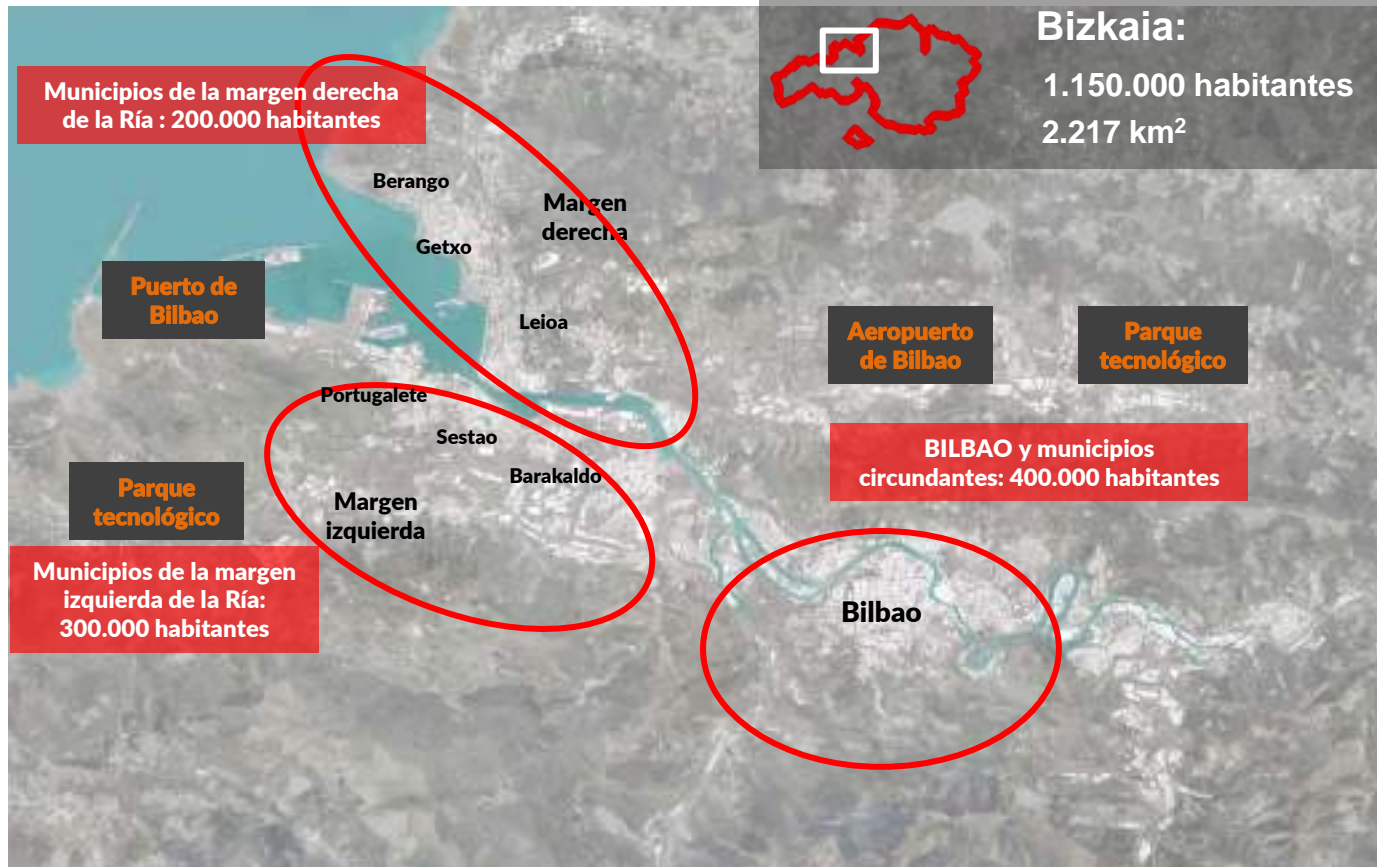 Bizkaia:
1.150.000 habitantes
2.217 km²
Municipios de la margen derecha
de la Ría : 200.000 habitantes
Berango
Margen
derecha
Getxo
Puerto de
Bilbao
Leioa
Aeropuerto
de Bilbao
Parque
tecnológico
Portugalete
Sestao
BILBAO y municipios
circundantes: 400.000 habitantes
Barakaldo
Parque
tecnológico
Margen
izquierda
Municipios de la margen
izquierda de la Ría:
300.000 habitantes
Bilbao